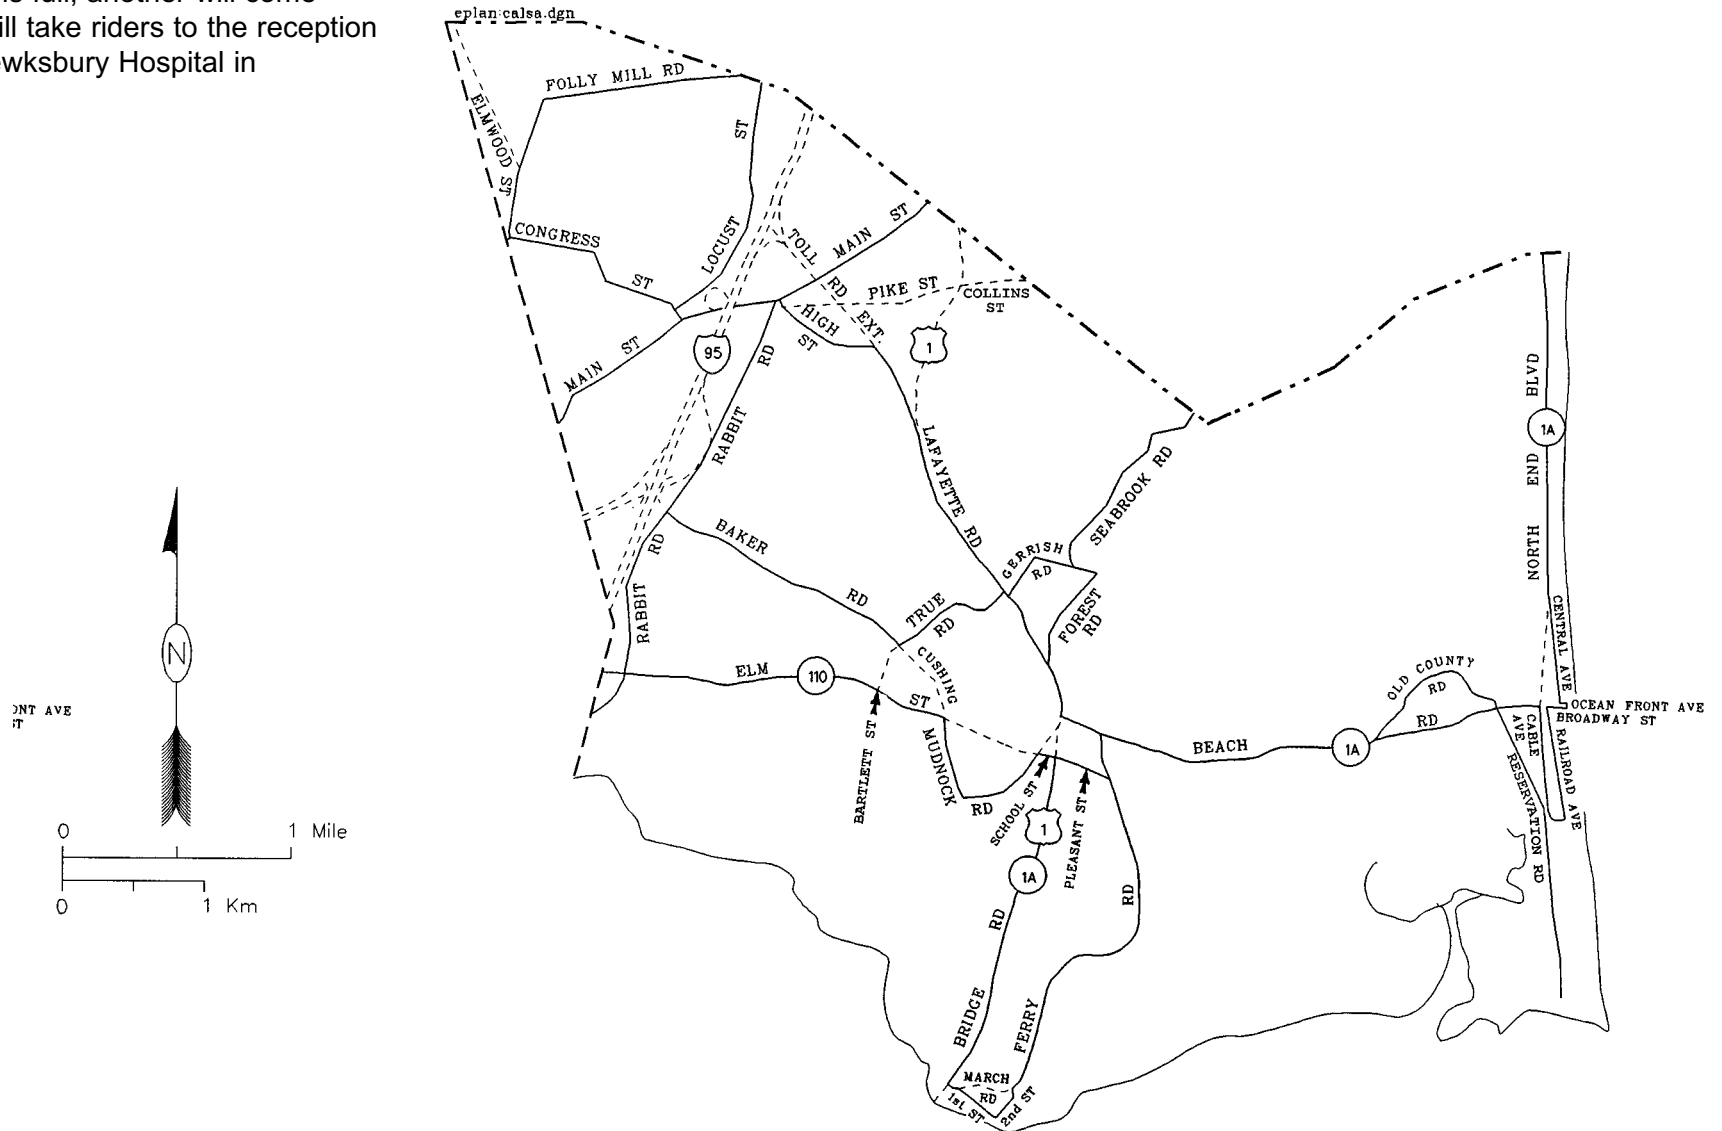 is full, another will come
ill take riders to the reception
ewksbury Hospital in
eplan:calsa.dgn
FOLLY MILL RD
ELMWOOD ST
ST
LOCUST
CONGRESS
ST
TOLL RD EXT.
MAIN ST
PIKE ST
COLLINS
ST
HIGH
ST
1
95
MAIN ST
RD
RABBIT
BLVD
1A
END
NORTH
LAFAYETTE RD
SEABROOK RD
BAKER
RD
RD
RABBIT
GERRISH
RD
TRUE
RD
FOREST
RD
CENTRAL AVE
N
CUSHING
ELM
110
ST
OLD COUNTY
RD
RD
BEACH
1A
OCEAN FRONT AVE
BROADWAY ST
ONT AVE
ST
CABLE
AVE
RAILROAD AVE
RESERVATION RD
BARTLETT ST
MUDNOCK
RD
SCHOOL ST
PLEASANT ST
1
1A
RD
RD
0 1 Mile
0 1 Km
BRIDGE
FERRY
MARCH
RD
1st ST
2nd ST